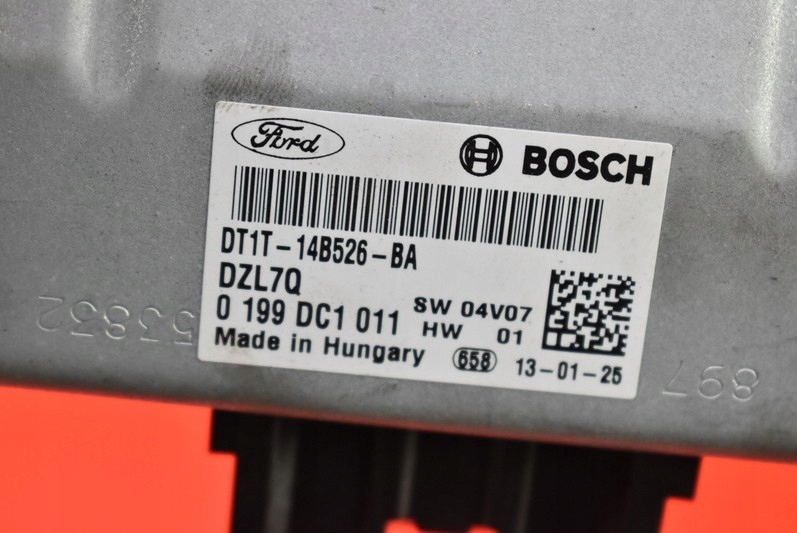 Ford BOSCH
DT1T-14B526-BA
DZL7Q
0 199 DC1 011 SW 04V07
HW 01
Made in Hungary 658 13-01-25
53832
897